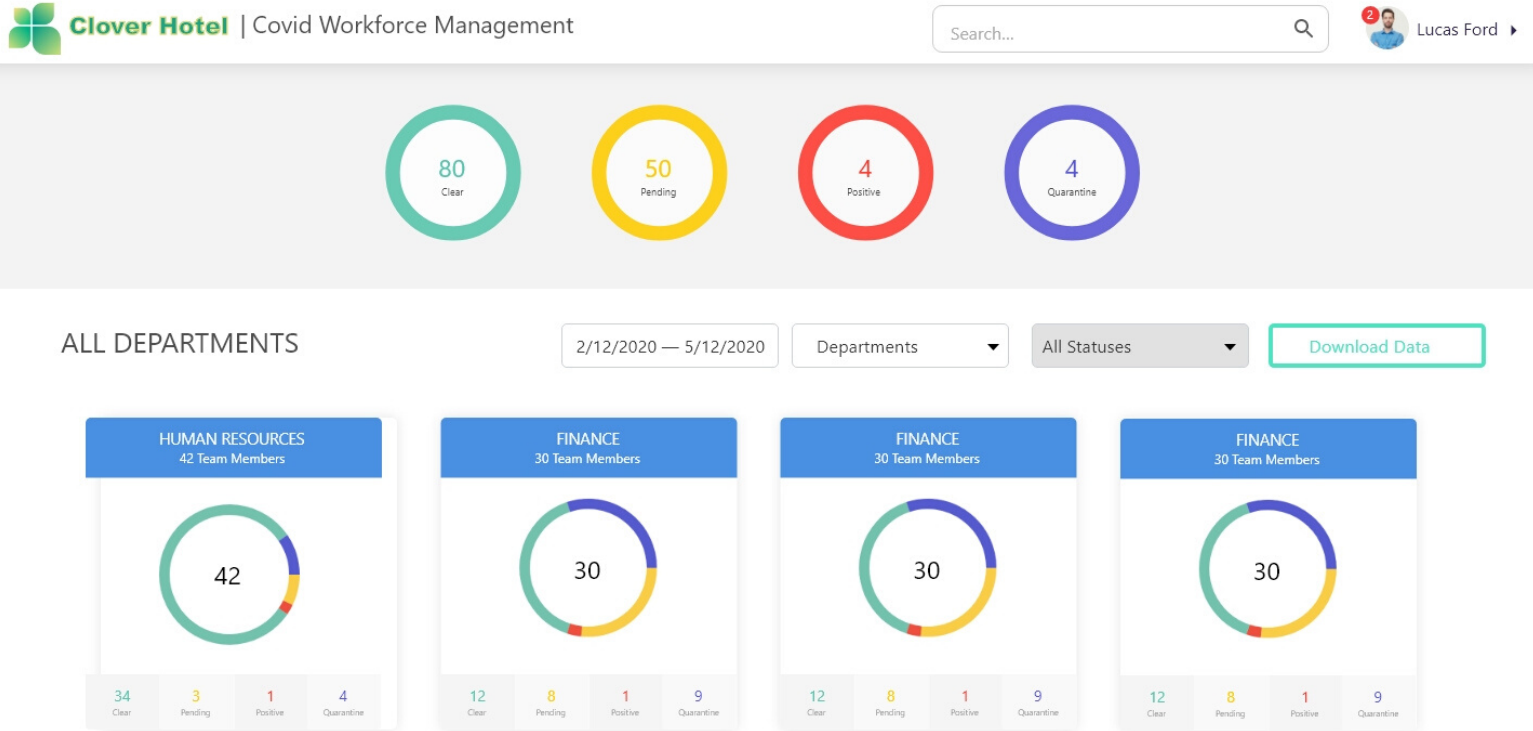 Clover Hotel | Covid Workforce Management
Search...
2
Lucas Ford
80
Clear
50
Pending
4
Positive
4
Quarantine
ALL DEPARTMENTS
2/12/2020 — 5/12/2020
Departments
All Statuses
Download Data
HUMAN RESOURCES
42 Team Members
42
34
Clear
3
Pending
1
Positive
4
Quarantine
FINANCE
30 Team Members
30
12
Clear
8
Pending
1
Positive
9
Quarantine
FINANCE
30 Team Members
30
12
Clear
8
Pending
1
Positive
9
Quarantine
FINANCE
30 Team Members
30
12
Clear
8
Pending
1
Positive
9
Quarantine